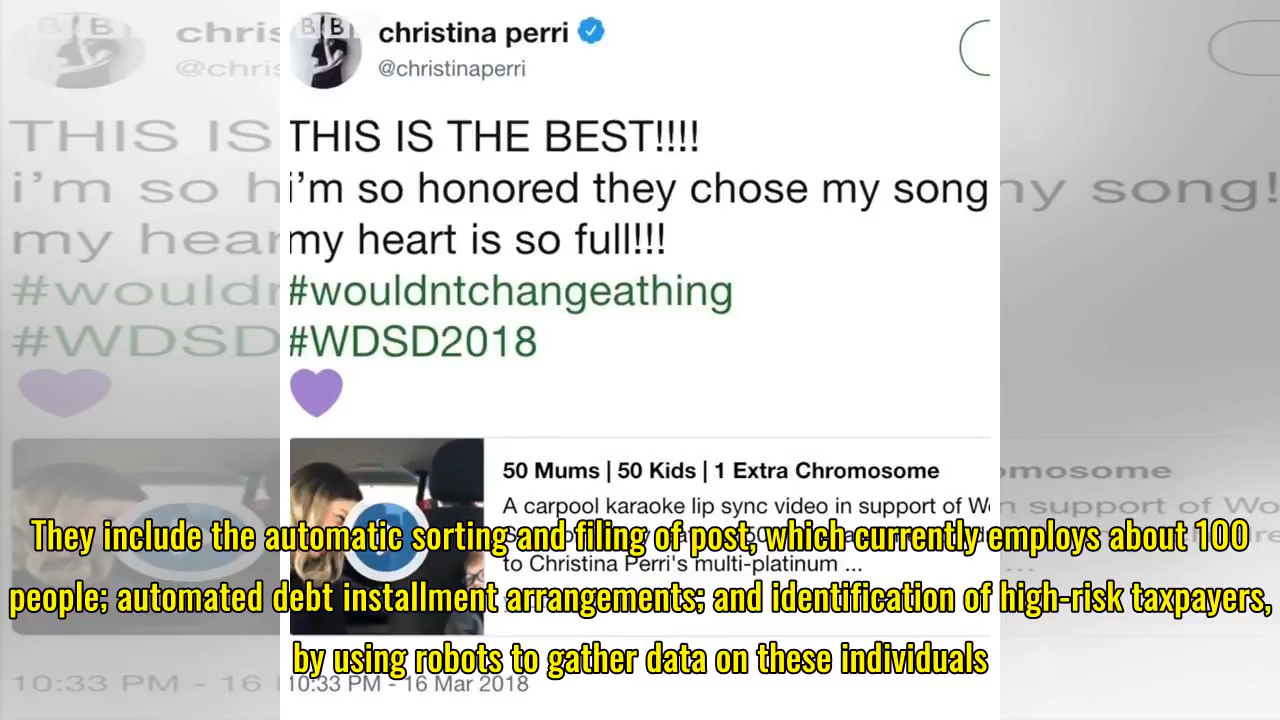 christina perri
@christinaperri
THIS IS THE BEST!!!!
i'm so honored they chose my song
my heart is so full!!!
#wouldntchangeathing
#WDSD2018
50 Mums | 50 Kids | 1 Extra Chromosome
A carpool karaoke lip sync video in support of
to Christina Perri's multi-platinum ...
They include the automatic sorting and filing of post, which currently employs about 100
people; automated debt installment arrangements; and identification of high-risk taxpayers,
by using robots to gather data on these individuals
10:33 PM - 16 Mar 2018